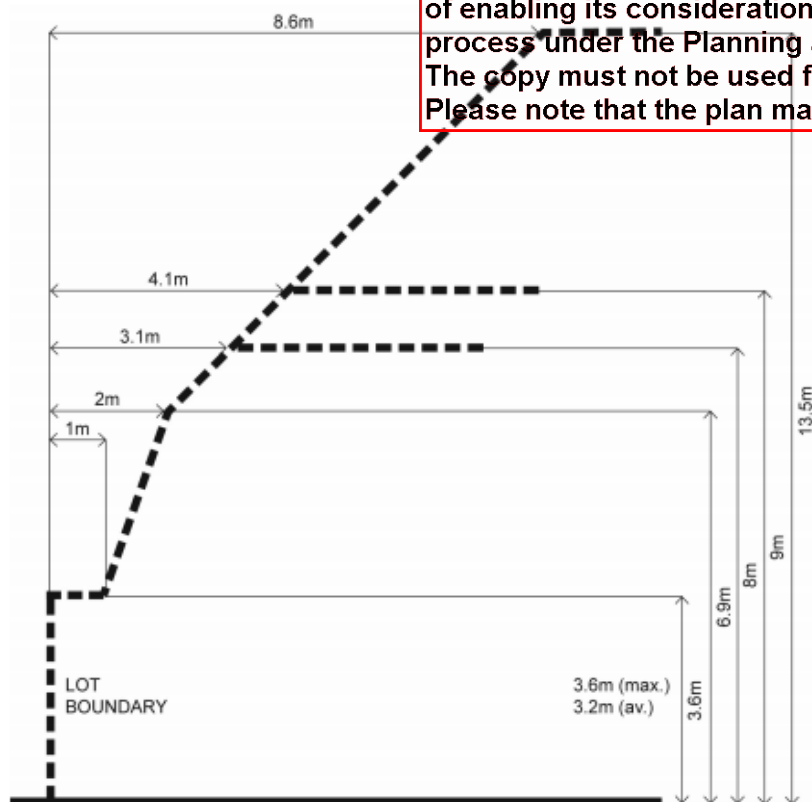 of enabling its consideration
process under the Planning
The copy must not be used f
Please note that the plan ma
8.6m
4.1m
3.1m
2m
1m
13.5m
9m
8m
6.9m
3.6m
LOT
BOUNDARY
3.6m (max.)
3.2m (av.)